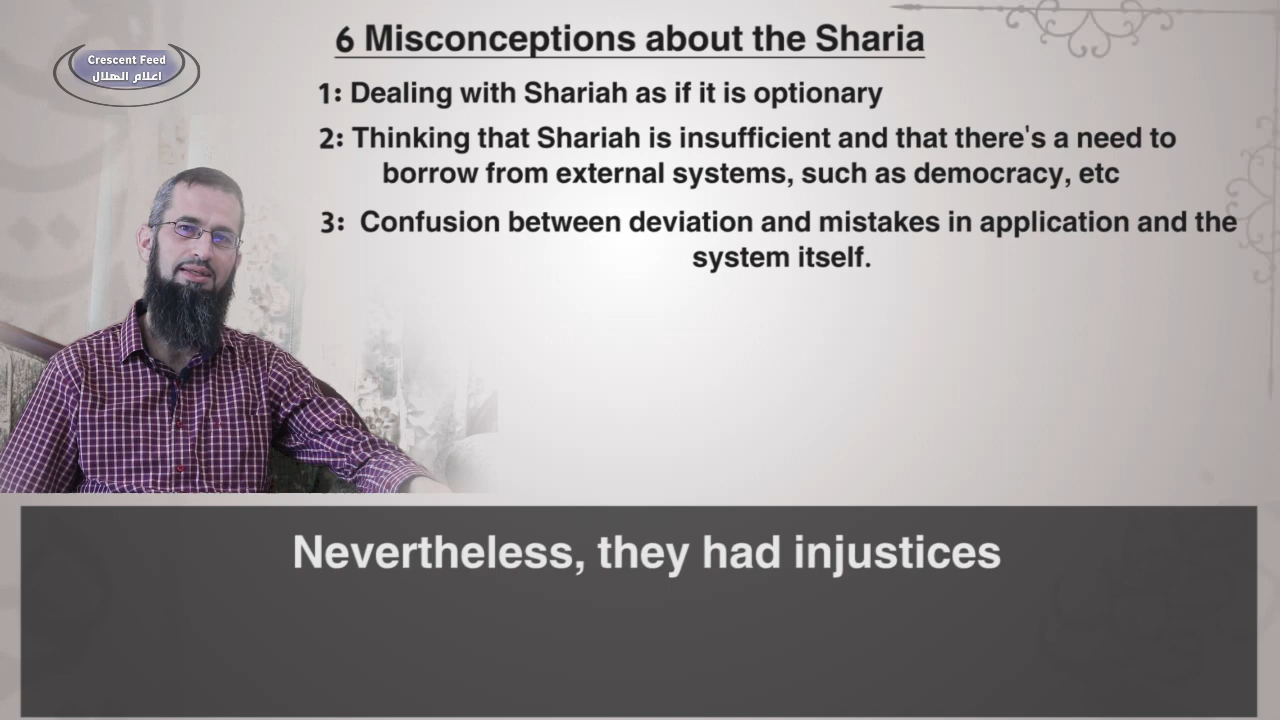 Crescent Feed
اعلام الهلال
6 Misconceptions about the Sharia
1: Dealing with Shariah as if it is optionary
2: Thinking that Shariah is insufficient and that there's a need to
borrow from external systems, such as democracy, etc
3: Confusion between deviation and mistakes in application and the
system itself.
Nevertheless, they had injustices